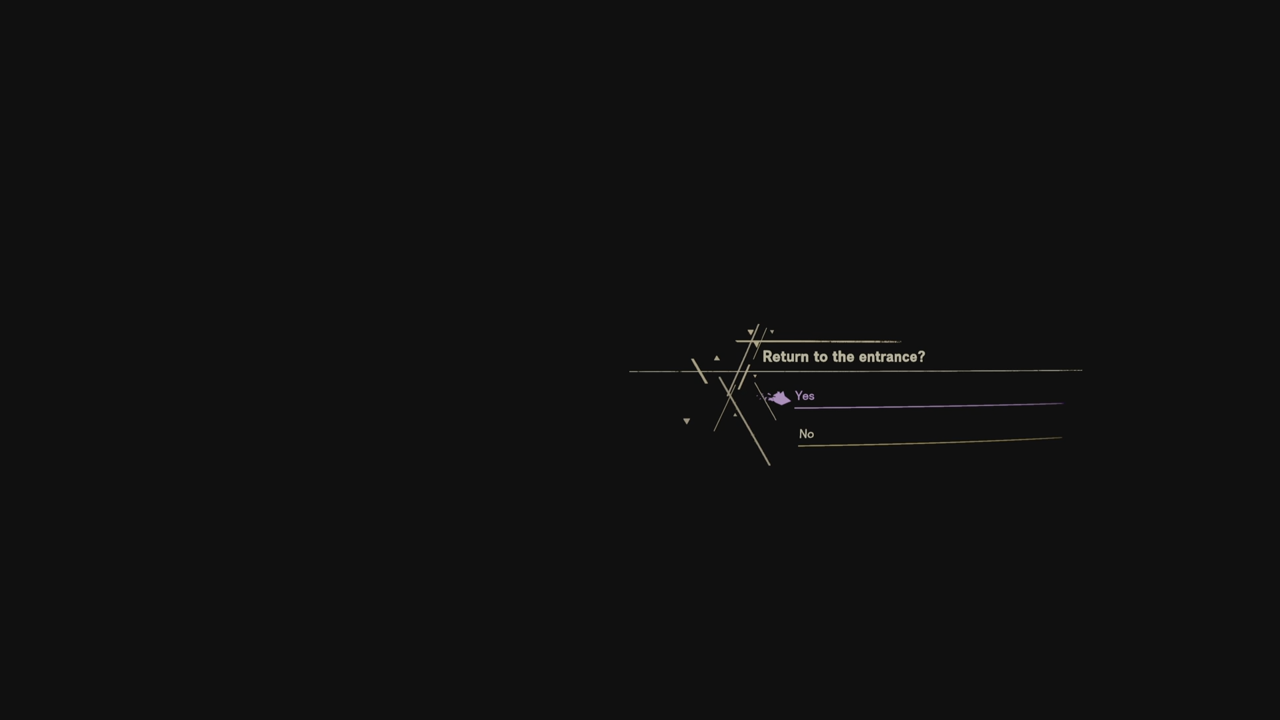 Return to the entrance?
Yes
No